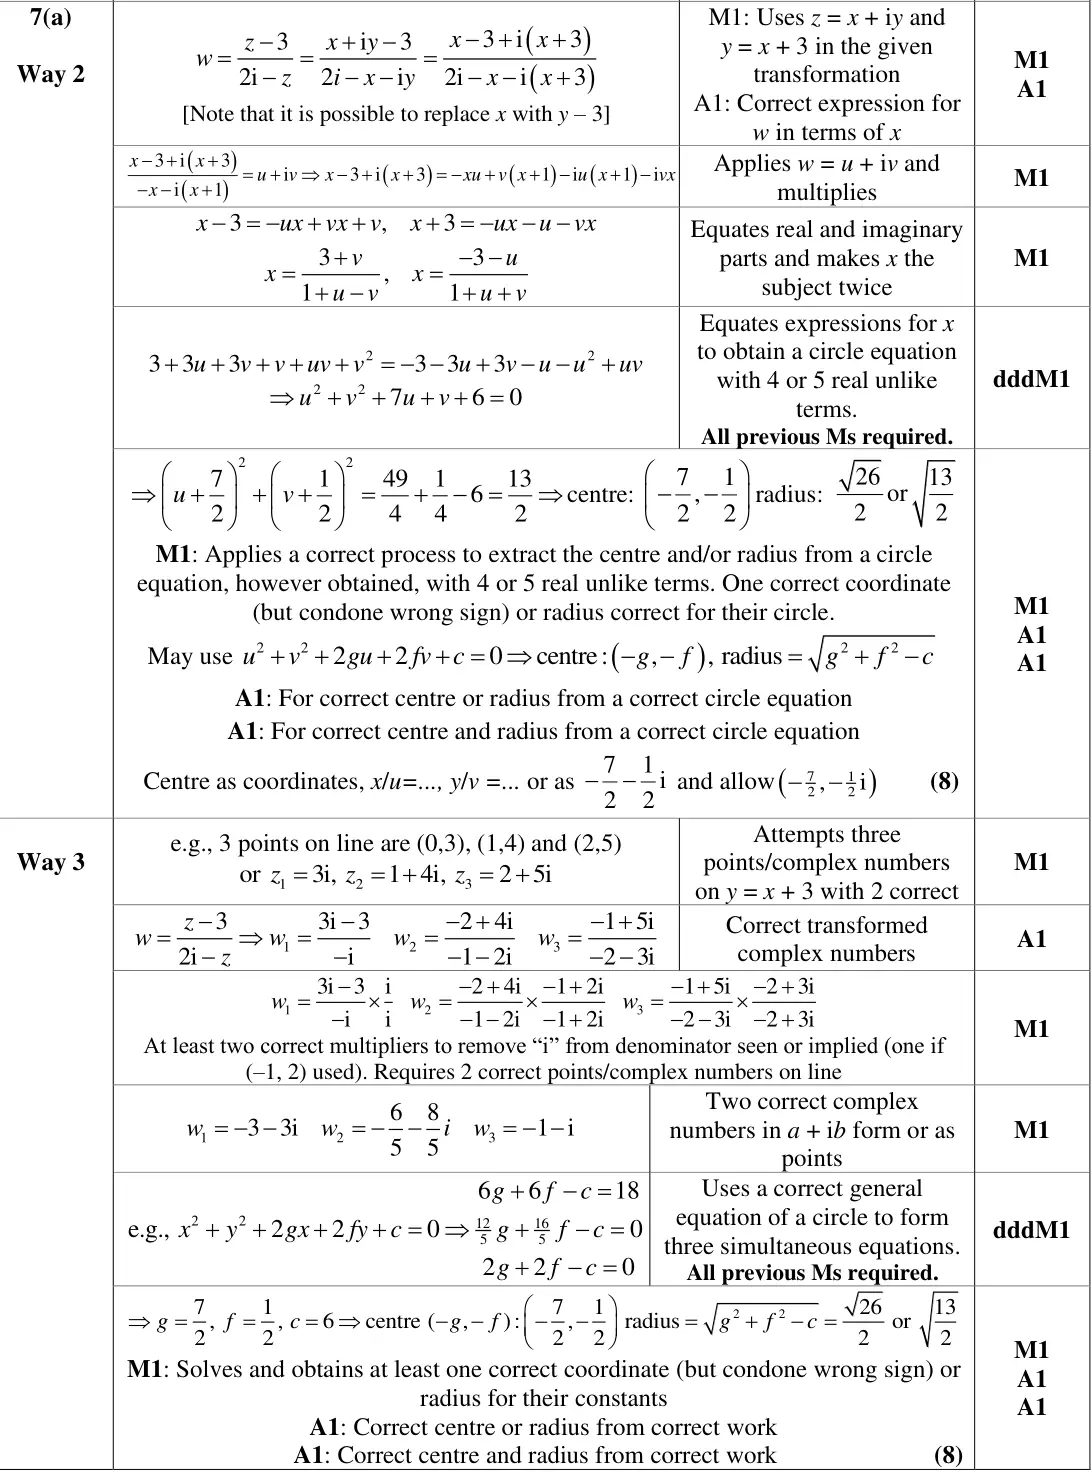 7(a)
Way 2
w = (z − 3)/(2i − z) = (x + iy − 3)/(2i − x − iy) = (x − 3 + i(x + 3))/(2i − x − i(x + 3))
[Note that it is possible to replace x with y – 3]
M1: Uses z = x + iy and
y = x + 3 in the given
transformation
A1: Correct expression for
w in terms of x
M1
A1
(x − 3 + i(x + 3))/(−x − i(x + 1)) = u + iv ⇒ x − 3 + i(x + 3) = −xu + v(x + 1) − iu(x + 1) − ivx
Applies w = u + iv and
multiplies
M1
x − 3 = −ux + vx + v, x + 3 = −ux − u − vx
x = (3 + v)/(1 + u − v), x = (−3 − u)/(1 + u + v)
Equates real and imaginary
parts and makes x the
subject twice
M1
3 + 3u + 3v + v + uv + v² = −3 − 3u + 3v − u − u² + uv
⇒ u² + v² + 7u + v + 6 = 0
Equates expressions for x
to obtain a circle equation
with 4 or 5 real unlike
terms.
All previous Ms required.
dddM1
⇒ (u + 7/2)² + (v + 1/2)² = 49/4 + 1/4 − 6 = 13/2 ⇒ centre: (−7/2, −1/2) radius: √26/2 or √(13/2)
M1: Applies a correct process to extract the centre and/or radius from a circle
equation, however obtained, with 4 or 5 real unlike terms. One correct coordinate
(but condone wrong sign) or radius correct for their circle.
May use u² + v² + 2gu + 2fv + c = 0 ⇒ centre: (−g, −f), radius = √(g² + f² − c)
A1: For correct centre or radius from a correct circle equation
A1: For correct centre and radius from a correct circle equation
Centre as coordinates, x/u=..., y/v =... or as −7/2 − 1/2 i and allow (−7/2, −1/2 i) (8)
M1
A1
A1
Way 3
e.g., 3 points on line are (0,3), (1,4) and (2,5)
or z₁ = 3i, z₂ = 1 + 4i, z₃ = 2 + 5i
Attempts three
points/complex numbers
on y = x + 3 with 2 correct
M1
w = (z − 3)/(2i − z) ⇒ w₁ = (3i − 3)/(−i) w₂ = (−2 + 4i)/(−1 − 2i) w₃ = (−1 + 5i)/(−2 − 3i)
Correct transformed
complex numbers
A1
w₁ = (3i − 3)/(−i) × i/i w₂ = (−2 + 4i)/(−1 − 2i) × (−1 + 2i)/(−1 + 2i) w₃ = (−1 + 5i)/(−2 − 3i) × (−2 + 3i)/(−2 + 3i)
At least two correct multipliers to remove “i” from denominator seen or implied (one if
(–1, 2) used). Requires 2 correct points/complex numbers on line
M1
w₁ = −3 − 3i w₂ = −6/5 − 8/5 i w₃ = −1 − i
Two correct complex
numbers in a + ib form or as
points
M1
6g + 6f − c = 18
e.g., x² + y² + 2gx + 2fy + c = 0 ⇒ 12/5 g + 16/5 f − c = 0
2g + 2f − c = 0
Uses a correct general
equation of a circle to form
three simultaneous equations.
All previous Ms required.
dddM1
⇒ g = 7/2, f = 1/2, c = 6 ⇒ centre (−g, −f): (−7/2, −1/2) radius = √(g² + f² − c) = √26/2 or √(13/2)
M1: Solves and obtains at least one correct coordinate (but condone wrong sign) or
radius for their constants
A1: Correct centre or radius from correct work
A1: Correct centre and radius from correct work (8)
M1
A1
A1